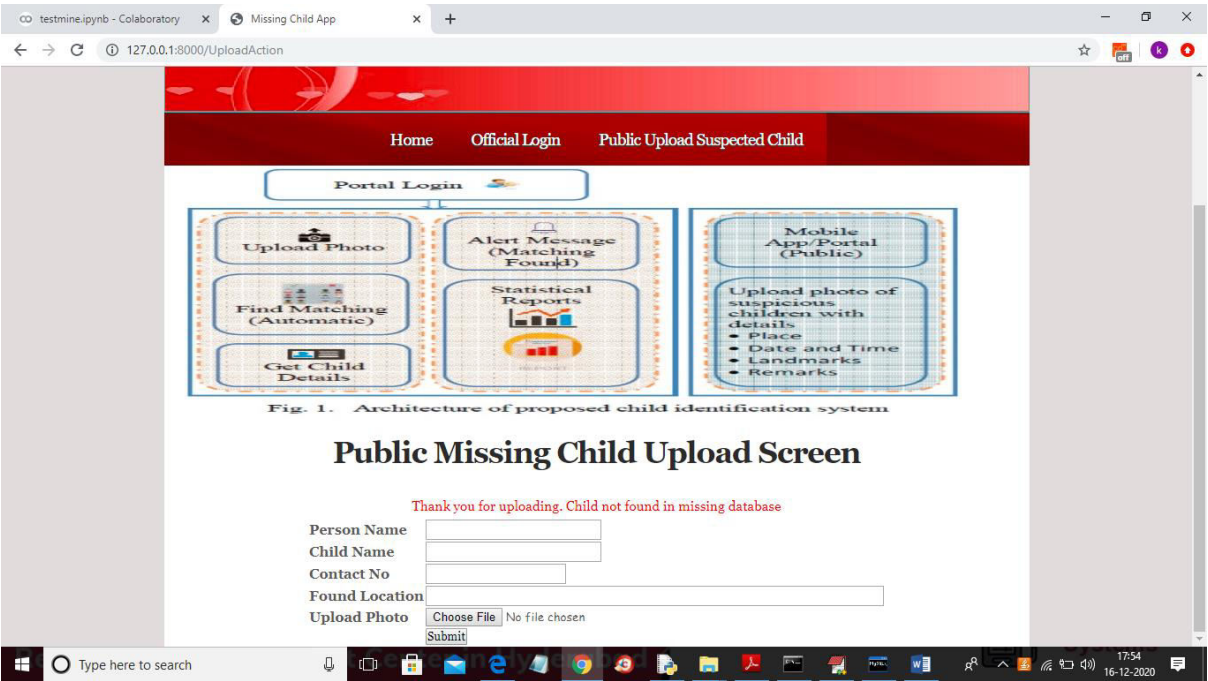 testmine.ipynb - Colaboratory
Missing Child App
127.0.0.1:8000/UploadAction
off
k
Home Official Login Public Upload Suspected Child
Portal Login
Upload Photo
Find Matching
(Automatic)
Get Child
Details
Alert Message
(Matching
Found)
Statistical
Reports
REPORT
Mobile
App/Portal
(Public)
Upload photo of
suspicious
children with
details
• Place
• Date and Time
• Landmarks
• Remarks
Fig. 1. Architecture of proposed child identification system
Public Missing Child Upload Screen
Thank you for uploading. Child not found in missing database
Person Name
Child Name
Contact No
Found Location
Upload Photo Choose File No file chosen
Submit
Type here to search
17:54
16-12-2020